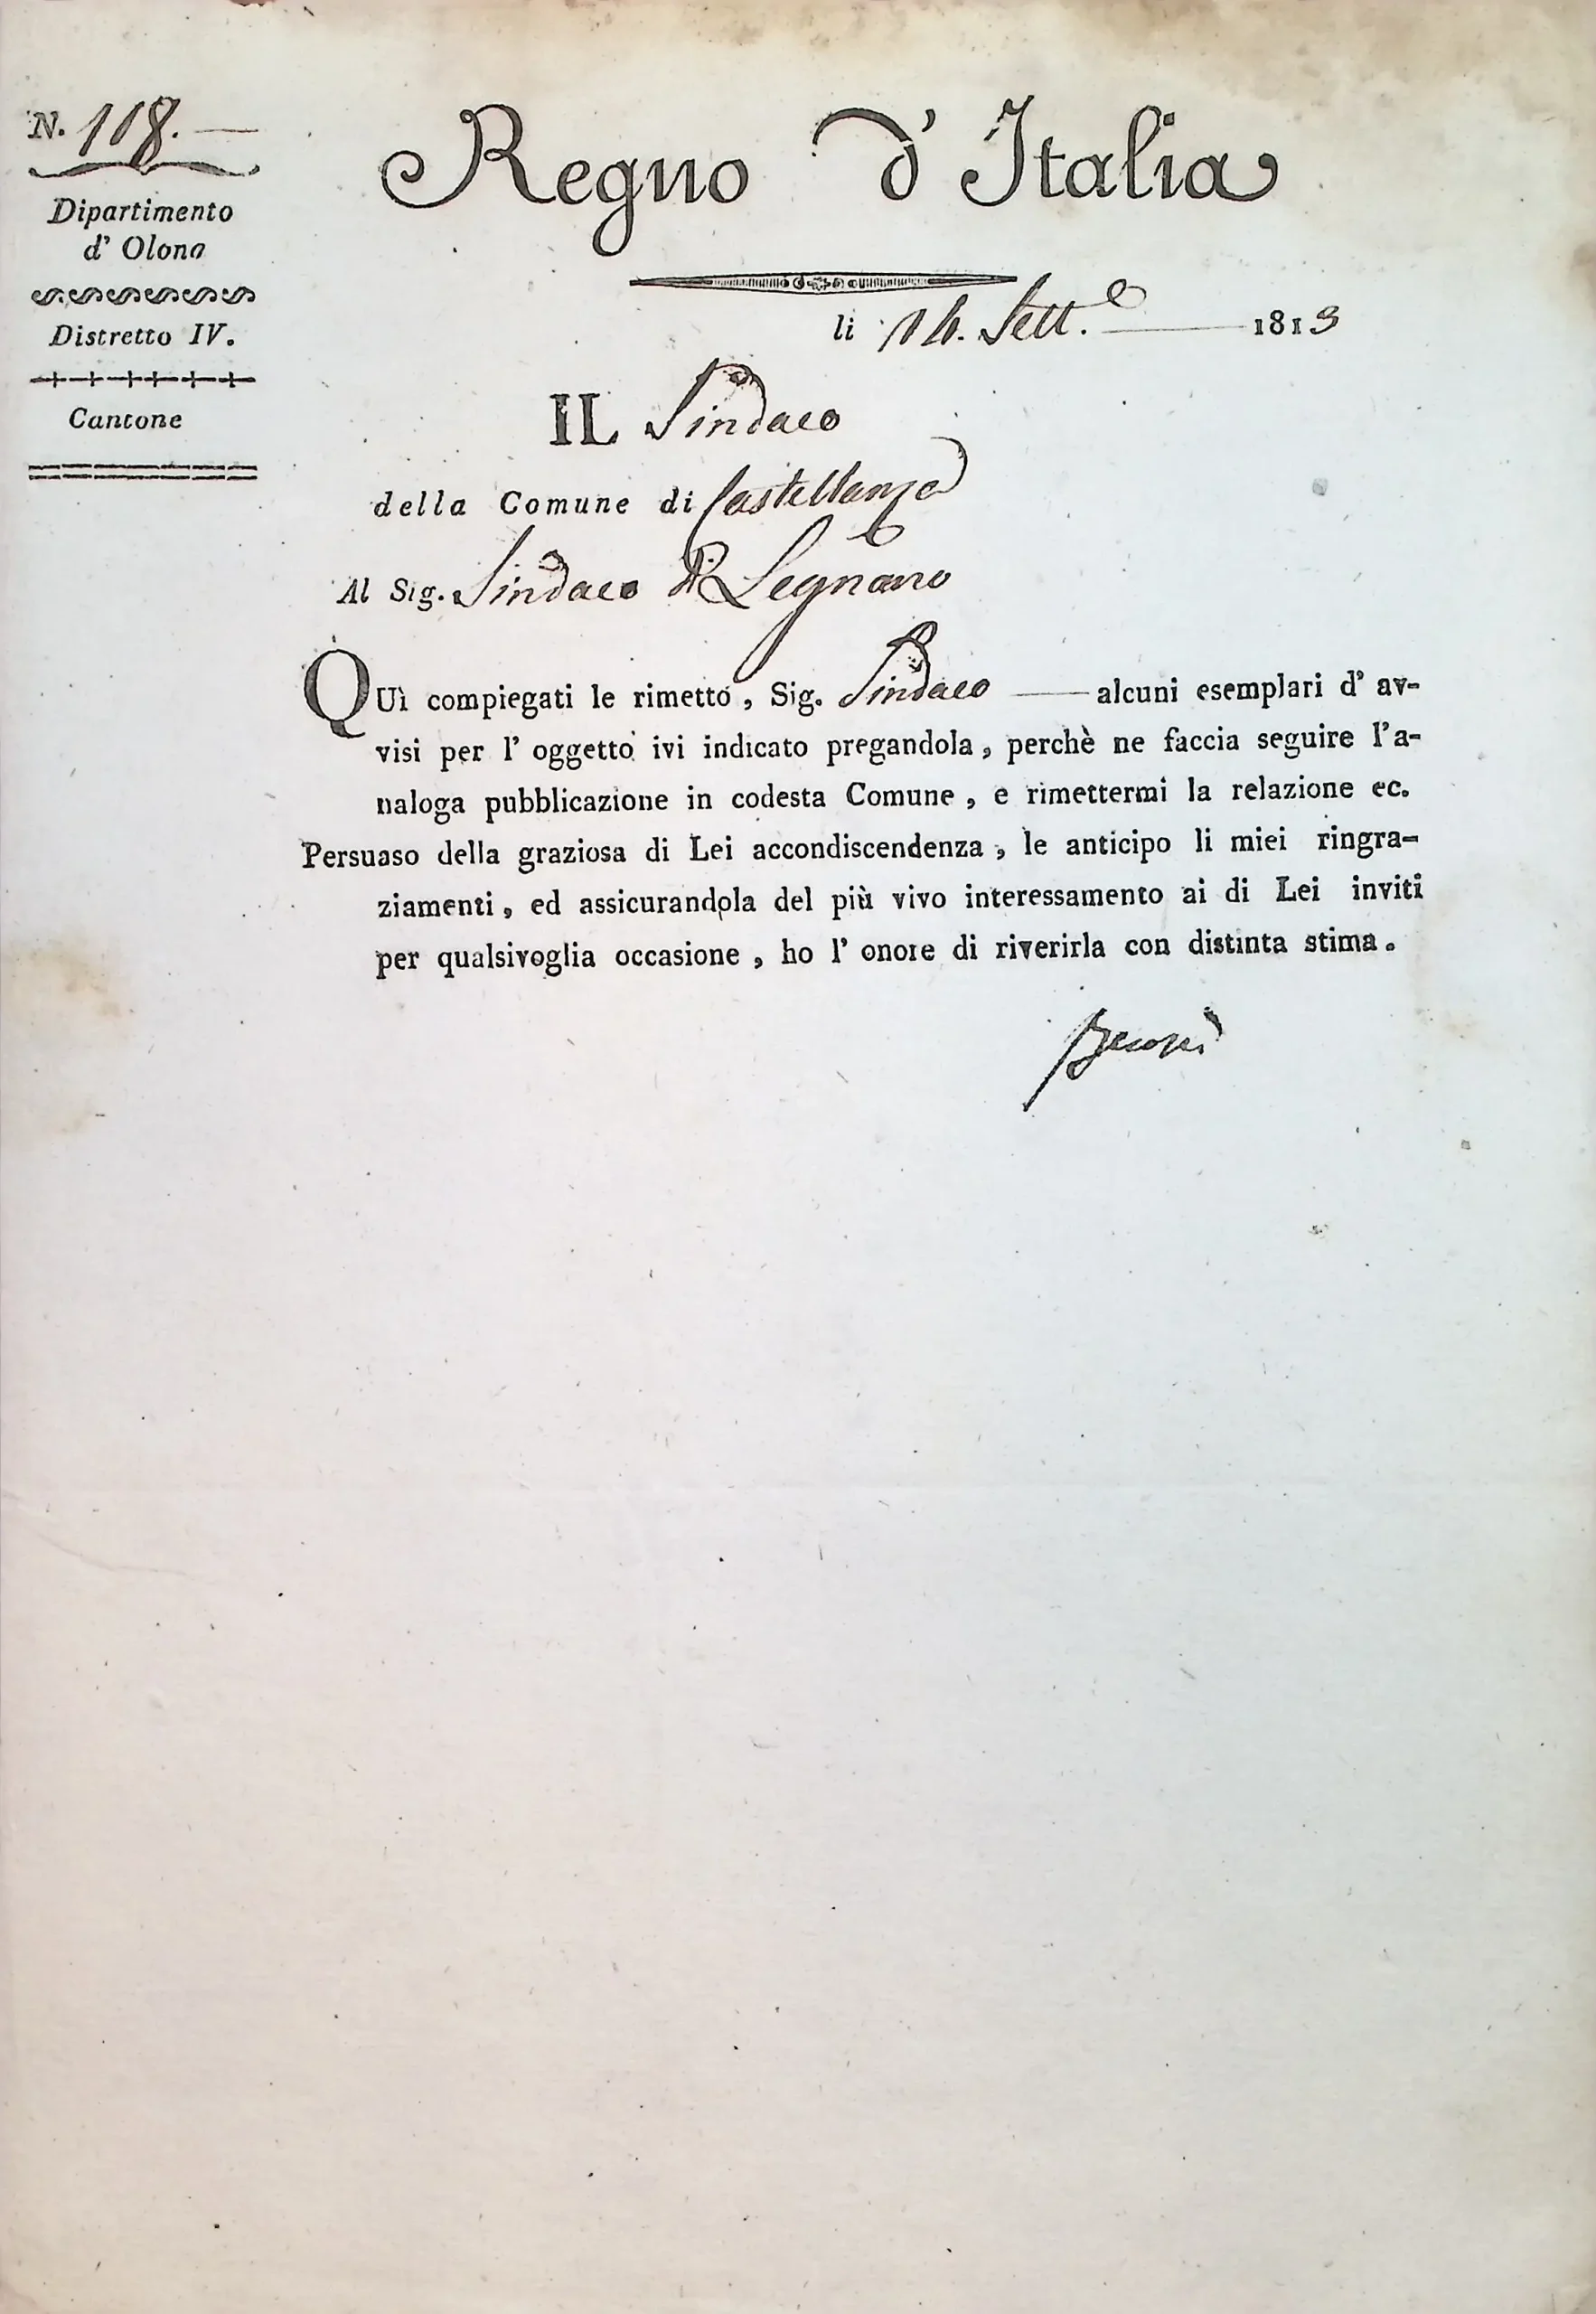 N. 118.
Dipartimento
d' Olona
Distretto IV.
Cantone
Regno d'Italia
li 14. Sett.e 1813
IL Sindaco
della Comune di Castellanza
Al Sig. Sindaco di Legnano
QUì compiegati le rimetto, Sig. Sindaco alcuni esemplari d' av-
visi per l' oggetto ivi indicato pregandola, perchè ne faccia seguire l'a-
naloga pubblicazione in codesta Comune, e rimettermi la relazione ec.
Persuaso della graziosa di Lei accondiscendenza, le anticipo li miei ringra-
ziamenti, ed assicurandola del più vivo interessamento ai di Lei inviti
per qualsivoglia occasione, ho l' onore di riverirla con distinta stima.